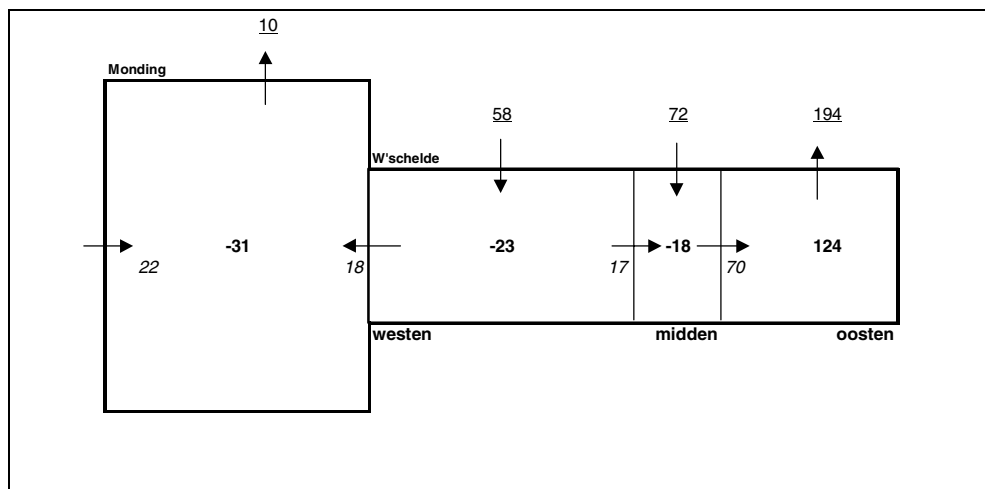 10
Monding
58 72 194
W'schelde
-31 -23 -18 124
22 18 17 70
westen midden oosten